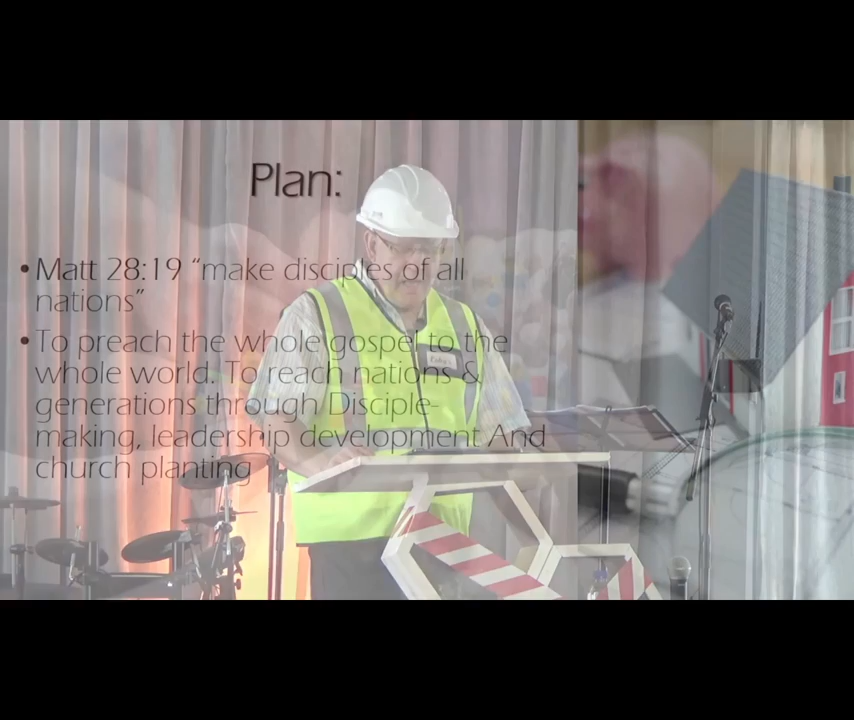 Plan:
• Matt 28:19 “make disciples of all
nations”
• To preach the whole gospel to the
whole world. To reach nations &
generations through Disciple-
making, leadership development And
church planting